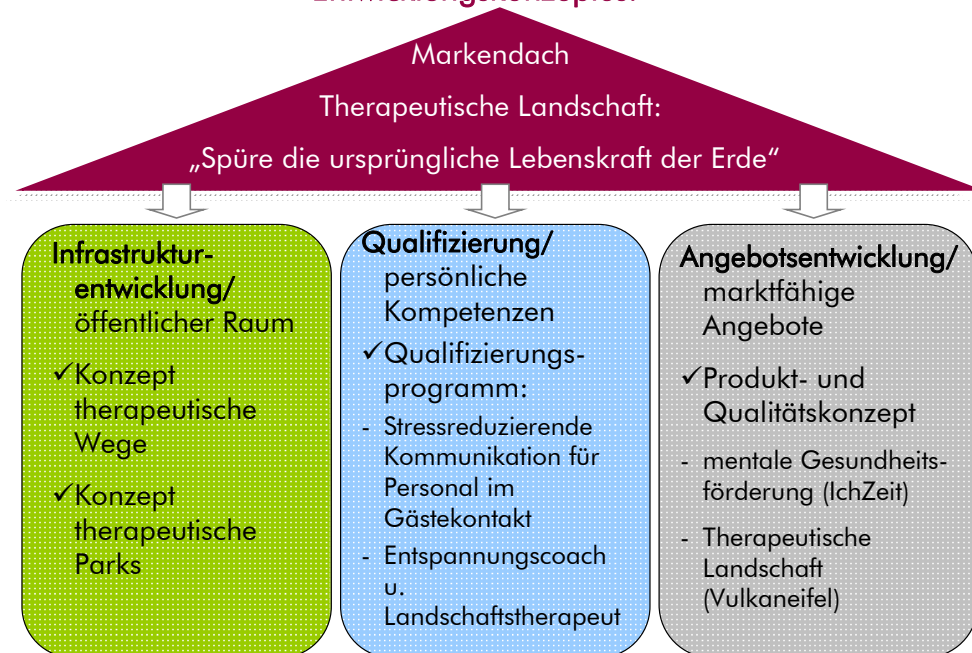 Entwicklungskonzeptes:
Markendach
Therapeutische Landschaft:
„Spüre die ursprüngliche Lebenskraft der Erde“
Infrastruktur-
entwicklung/
öffentlicher Raum
✓Konzept
therapeutische
Wege
✓Konzept
therapeutische
Parks
Qualifizierung/
persönliche
Kompetenzen
✓Qualifizierungs-
programm:
- Stressreduzierende
Kommunikation für
Personal im
Gästekontakt
- Entspannungscoach
u.
Landschaftstherapeut
Angebotsentwicklung/
marktfähige
Angebote
✓Produkt- und
Qualitätskonzept
- mentale Gesundheits-
förderung (IchZeit)
- Therapeutische
Landschaft
(Vulkaneifel)